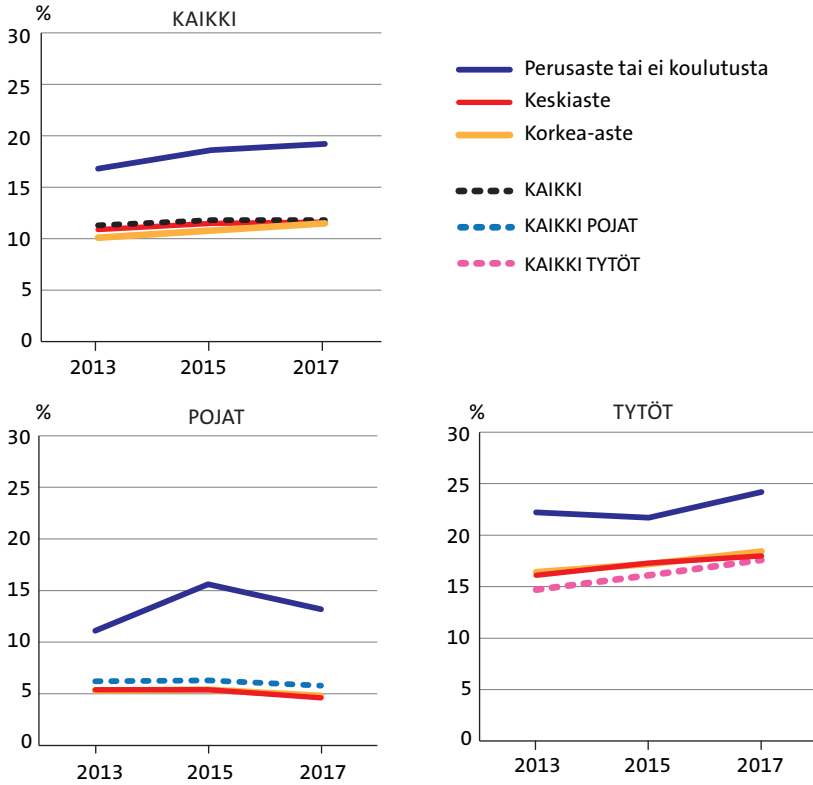 %
KAIKKI
30
25
20
15
10
5
0
2013 2015 2017
Perusaste tai ei koulutusta
Keskiaste
Korkea-aste
KAIKKI
KAIKKI POJAT
KAIKKI TYTÖT
%
POJAT
30
25
20
15
10
5
0
2013 2015 2017
%
TYTÖT
30
25
20
15
10
5
0
2013 2015 2017